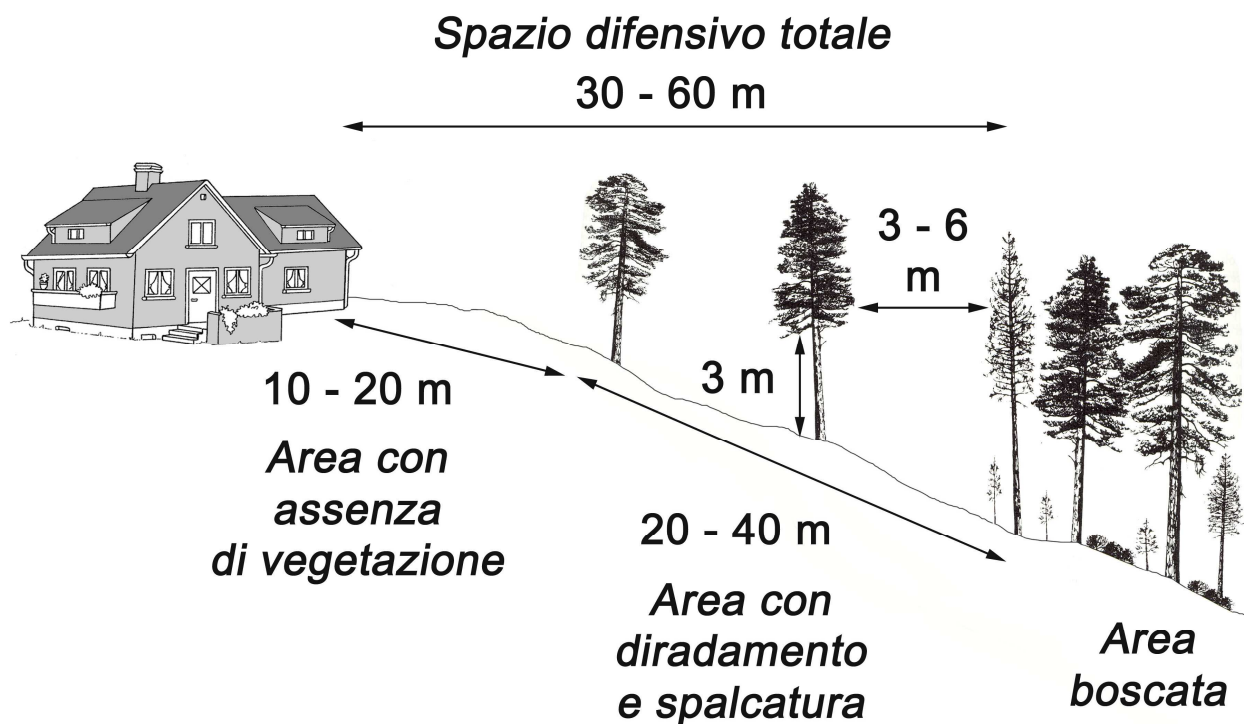 Spazio difensivo totale
30 - 60 m
3 - 6
m
3 m
10 - 20 m
Area con
assenza
di vegetazione
20 - 40 m
Area con
diradamento
e spalcatura
Area
boscata